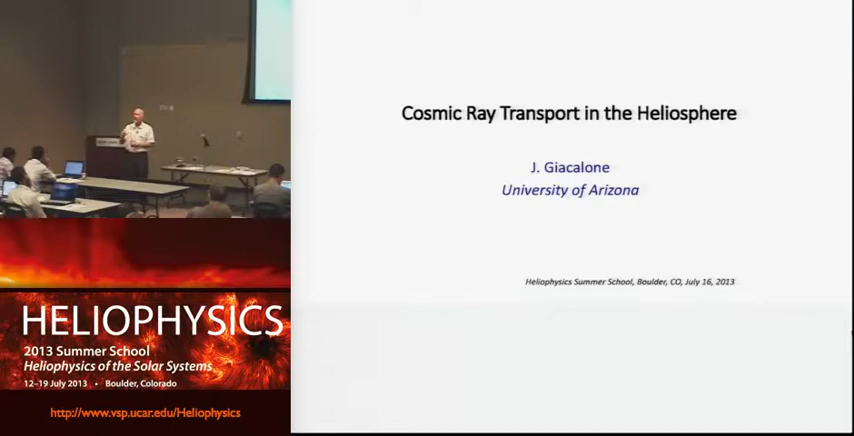 Cosmic Ray Transport in the Heliosphere
J. Giacalone
University of Arizona
Heliophysics Summer School, Boulder, CO, July 16, 2013
HELIOPHYSICS
2013 Summer School
Heliophysics of the Solar Systems
12–19 July 2013 • Boulder, Colorado
http://www.vsp.ucar.edu/Heliophysics